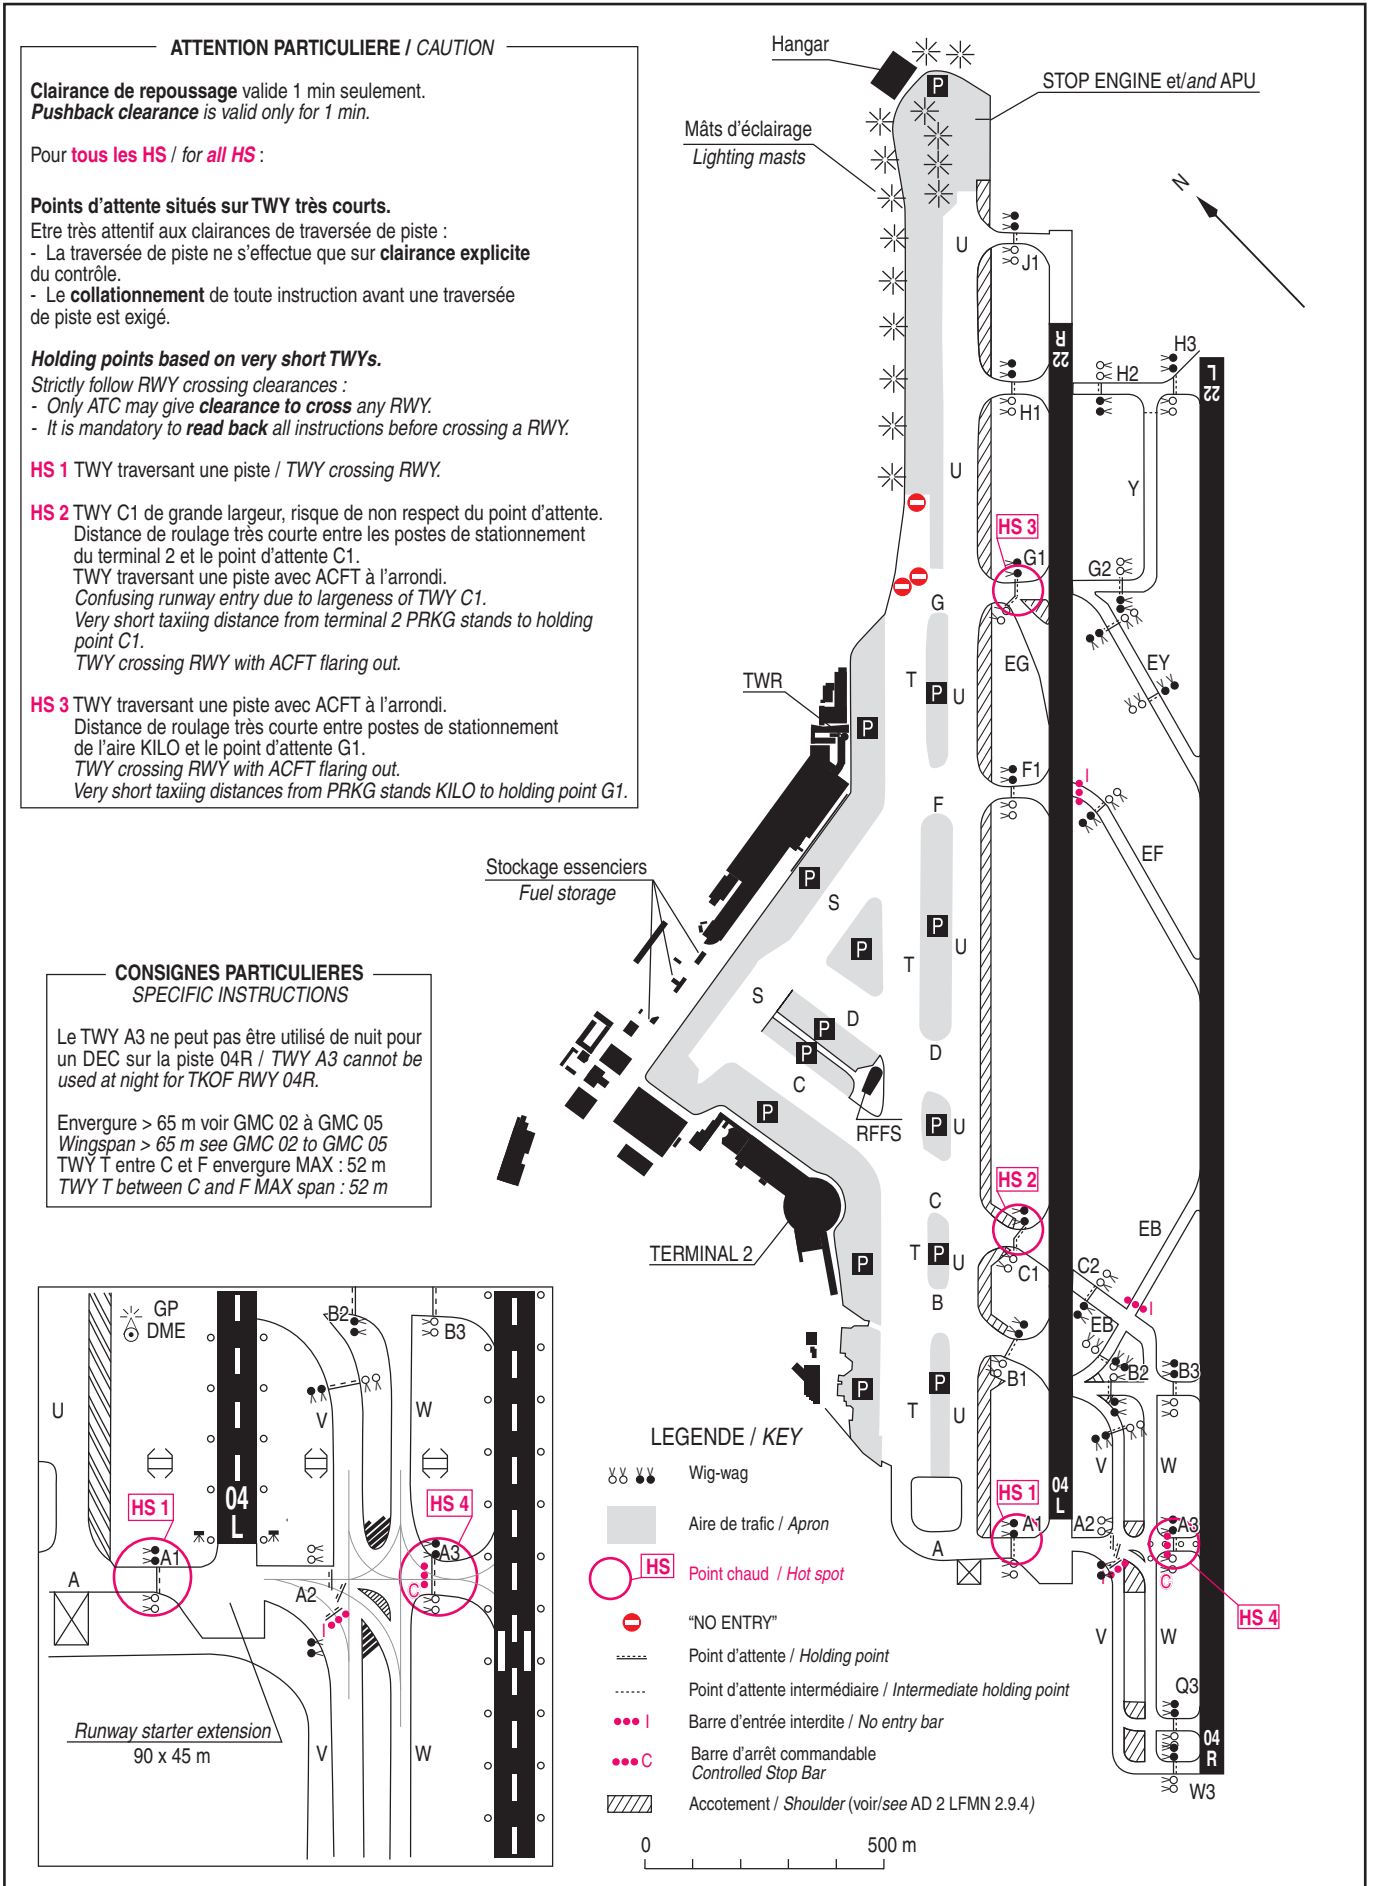 ATTENTION PARTICULIERE / CAUTION
Clairance de repoussage valide 1 min seulement.
Pushback clearance is valid only for 1 min.
Pour tous les HS / for all HS :
Points d'attente situés sur TWY très courts.
Etre très attentif aux clairances de traversée de piste :
- La traversée de piste ne s'effectue que sur clairance explicite
du contrôle.
- Le collationnement de toute instruction avant une traversée
de piste est exigé.
Holding points based on very short TWYs.
Strictly follow RWY crossing clearances :
- Only ATC may give clearance to cross any RWY.
- It is mandatory to read back all instructions before crossing a RWY.
HS 1 TWY traversant une piste / TWY crossing RWY.
HS 2 TWY C1 de grande largeur, risque de non respect du point d'attente.
Distance de roulage très courte entre les postes de stationnement
du terminal 2 et le point d'attente C1.
TWY traversant une piste avec ACFT à l'arrondi.
Confusing runway entry due to largeness of TWY C1.
Very short taxiing distance from terminal 2 PRKG stands to holding
point C1.
TWY crossing RWY with ACFT flaring out.
HS 3 TWY traversant une piste avec ACFT à l'arrondi.
Distance de roulage très courte entre postes de stationnement
de l'aire KILO et le point d'attente G1.
TWY crossing RWY with ACFT flaring out.
Very short taxiing distances from PRKG stands KILO to holding point G1.
CONSIGNES PARTICULIERES
SPECIFIC INSTRUCTIONS
Le TWY A3 ne peut pas être utilisé de nuit pour
un DEC sur la piste 04R / TWY A3 cannot be
used at night for TKOF RWY 04R.
Envergure > 65 m voir GMC 02 à GMC 05
Wingspan > 65 m see GMC 02 to GMC 05
TWY T entre C et F envergure MAX : 52 m
TWY T between C and F MAX span : 52 m
Hangar
P
STOP ENGINE et/and APU
Mâts d'éclairage
Lighting masts
N
U
J1
22
R
H3
H2
22
L
H1
U
Y
HS 3
G1
G2
G
EG
EY
TWR
T
P
U
P
F1
I
F
EF
Stockage essenciers
Fuel storage
P
S
P
P
U
T
S
D
P
P
D
C
P
RFFS
P
U
HS 2
C
EB
TERMINAL 2
P
T
P
U
C1
C2
I
B
EB
B1
B2
B3
P
P
T
U
V
W
HS 1
04
L
A1
A2
A3
A
I
C
HS 4
V
W
Q3
04
R
W3
GP
DME
B2
B3
U
V
W
HS 1
04
L
HS 4
A1
A3
A
A2
C
I
Runway starter extension
90 x 45 m
V
W
LEGENDE / KEY
Wig-wag
Aire de trafic / Apron
HS
Point chaud / Hot spot
"NO ENTRY"
Point d'attente / Holding point
Point d'attente intermédiaire / Intermediate holding point
I
Barre d'entrée interdite / No entry bar
C
Barre d'arrêt commandable
Controlled Stop Bar
Accotement / Shoulder (voir/see AD 2 LFMN 2.9.4)
0
500 m